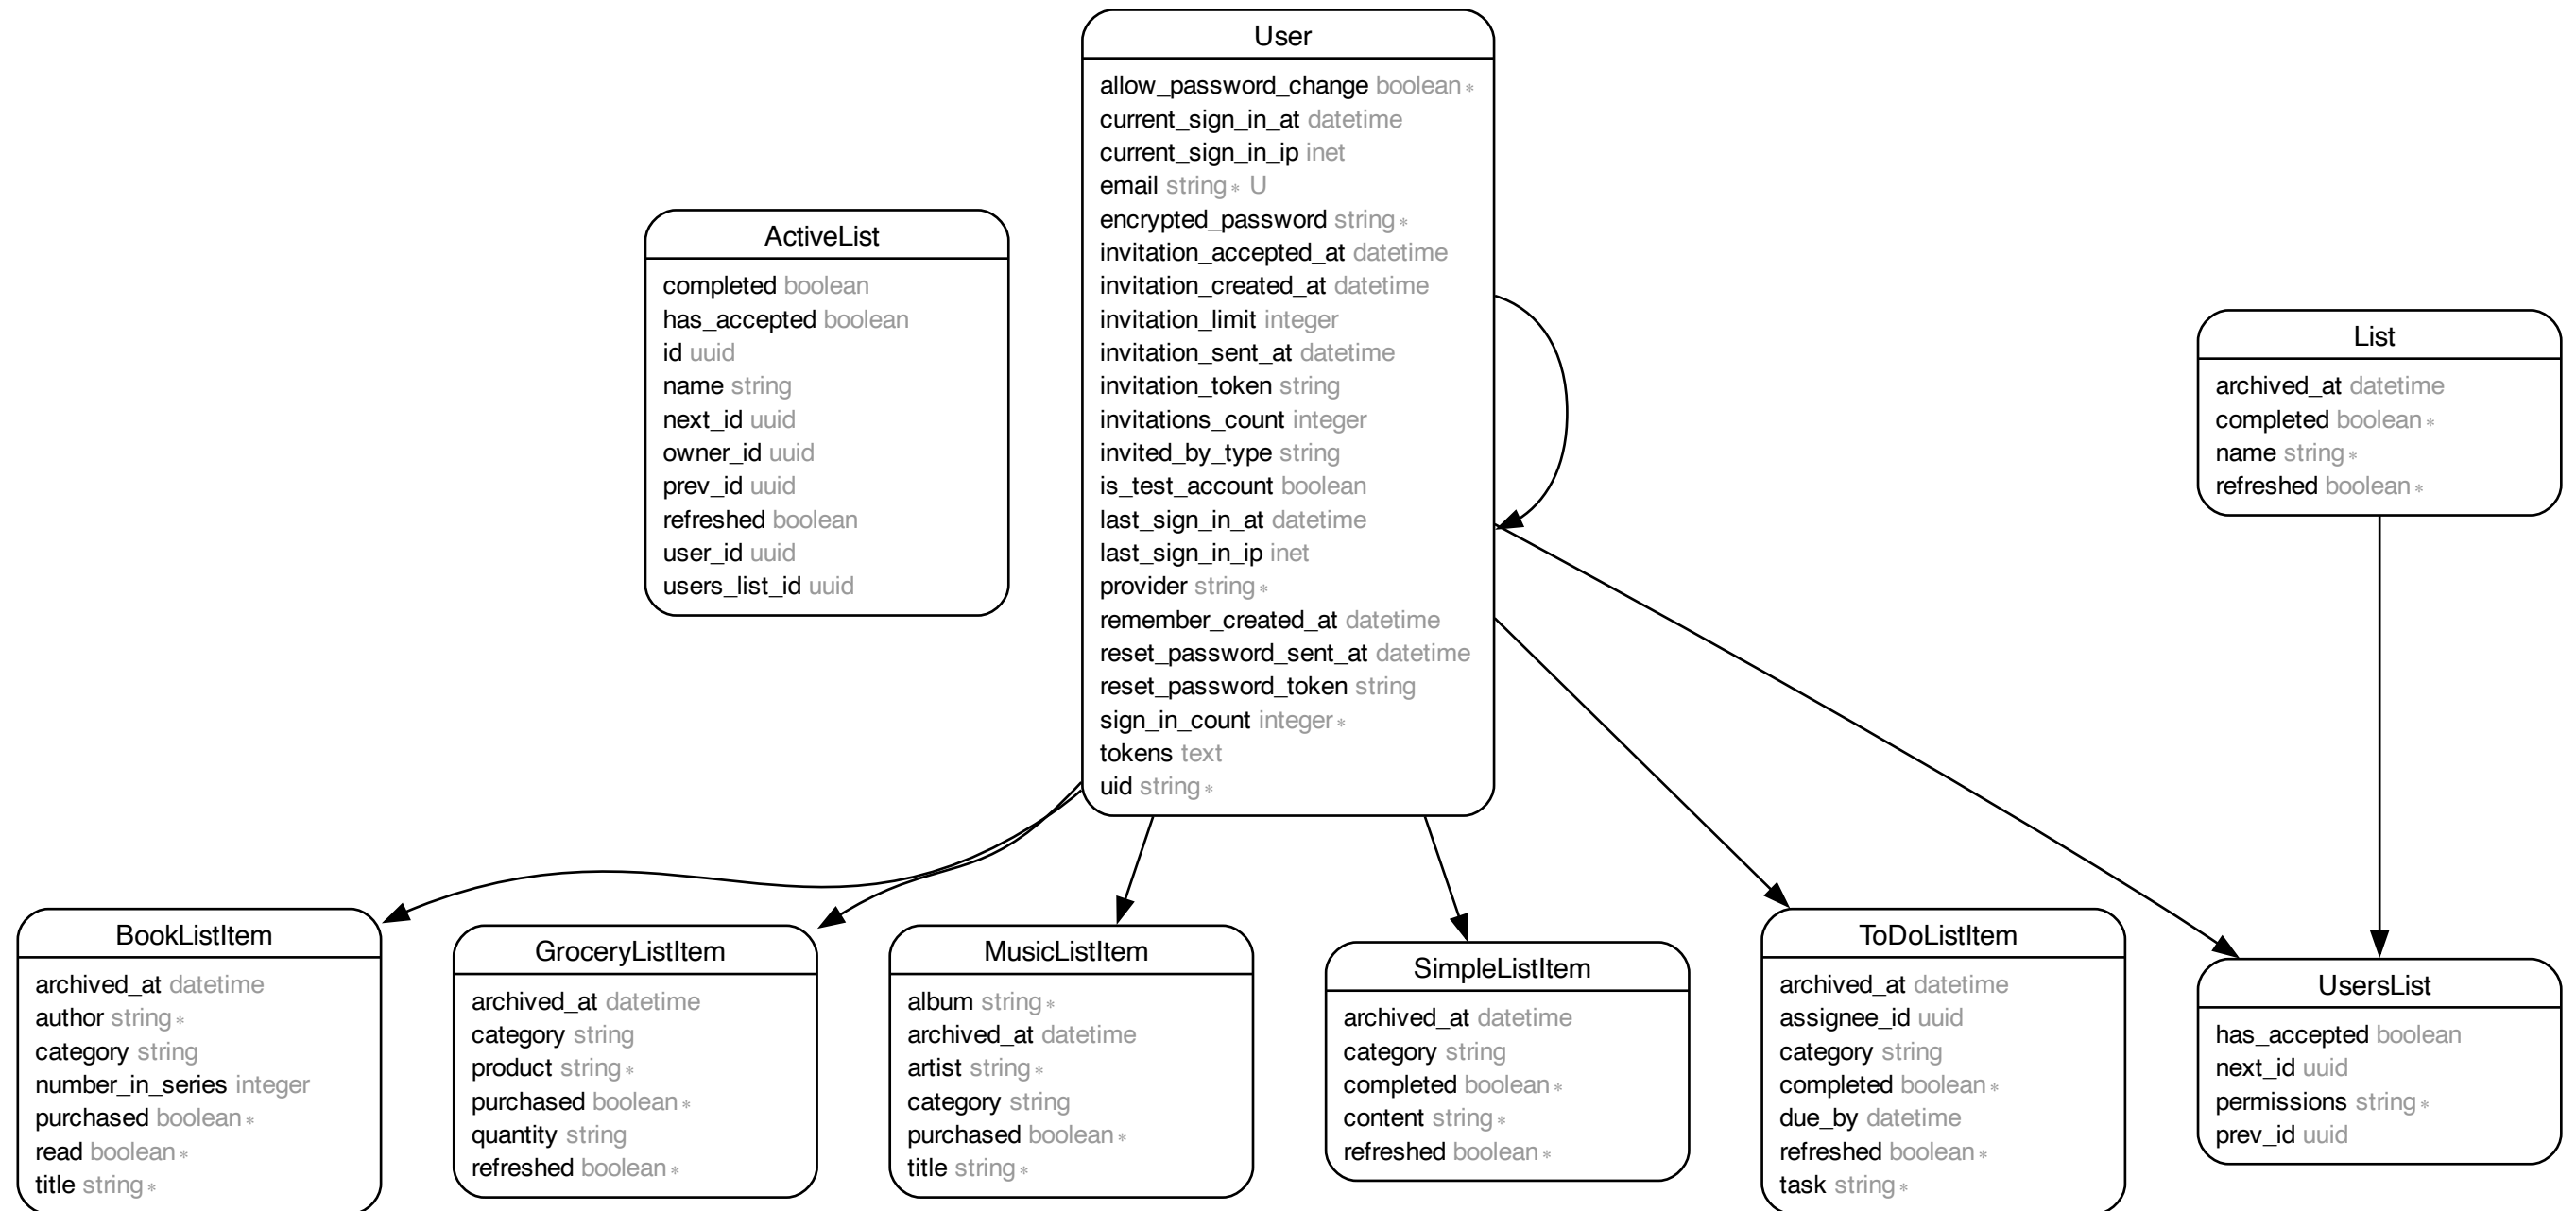 User
allow_password_change boolean *
current_sign_in_at datetime
current_sign_in_ip inet
email string * U
encrypted_password string *
invitation_accepted_at datetime
invitation_created_at datetime
invitation_limit integer
invitation_sent_at datetime
invitation_token string
invitations_count integer
invited_by_type string
is_test_account boolean
last_sign_in_at datetime
last_sign_in_ip inet
provider string *
remember_created_at datetime
reset_password_sent_at datetime
reset_password_token string
sign_in_count integer *
tokens text
uid string *
ActiveList
completed boolean
has_accepted boolean
id uuid
name string
next_id uuid
owner_id uuid
prev_id uuid
refreshed boolean
user_id uuid
users_list_id uuid
List
archived_at datetime
completed boolean *
name string *
refreshed boolean *
BookListItem
archived_at datetime
author string *
category string
number_in_series integer
purchased boolean *
read boolean *
title string *
GroceryListItem
archived_at datetime
category string
product string *
purchased boolean *
quantity string
refreshed boolean *
MusicListItem
album string *
archived_at datetime
artist string *
category string
purchased boolean *
title string *
SimpleListItem
archived_at datetime
category string
completed boolean *
content string *
refreshed boolean *
ToDoListItem
archived_at datetime
assignee_id uuid
category string
completed boolean *
due_by datetime
refreshed boolean *
task string *
UsersList
has_accepted boolean
next_id uuid
permissions string *
prev_id uuid